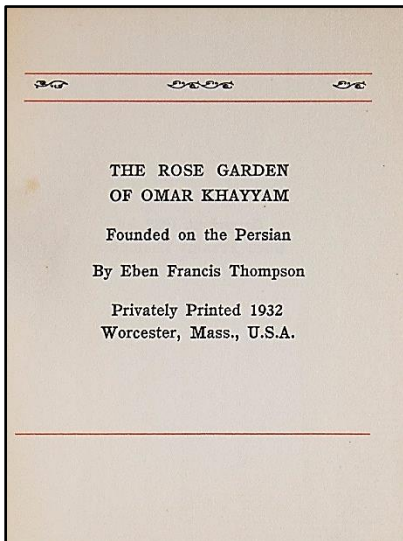 THE ROSE GARDEN
OF OMAR KHAYYAM
Founded on the Persian
By Eben Francis Thompson
Privately Printed 1932
Worcester, Mass., U.S.A.